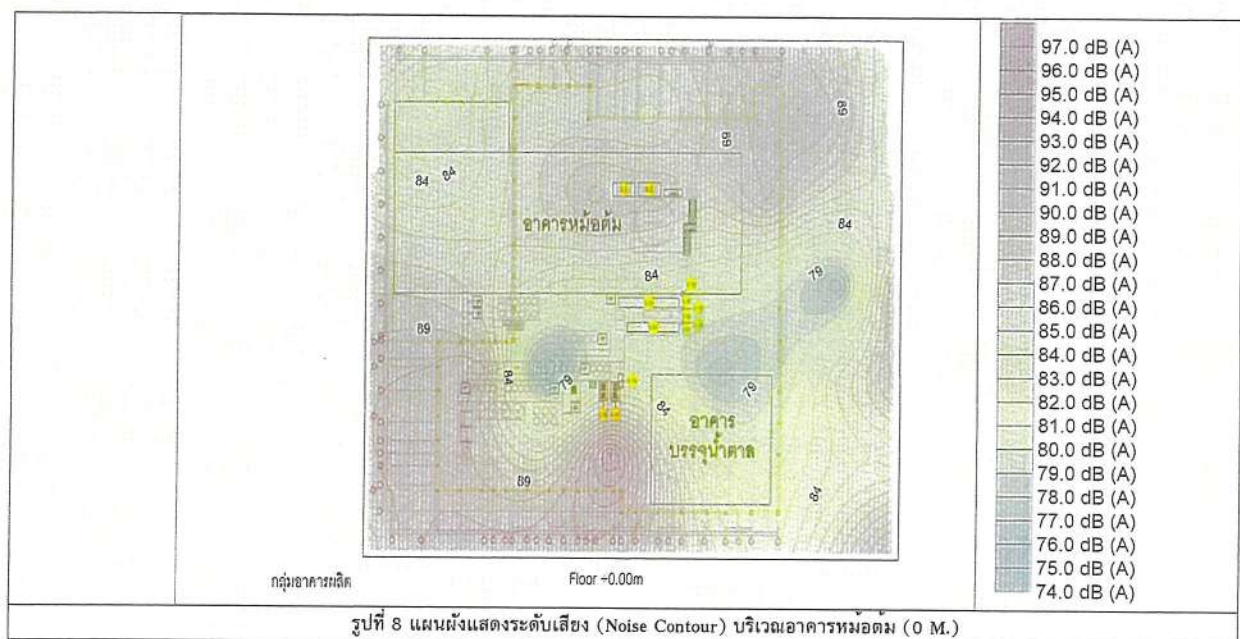 97.0 dB (A)
96.0 dB (A)
95.0 dB (A)
94.0 dB (A)
93.0 dB (A)
92.0 dB (A)
91.0 dB (A)
90.0 dB (A)
89.0 dB (A)
88.0 dB (A)
87.0 dB (A)
86.0 dB (A)
85.0 dB (A)
84.0 dB (A)
83.0 dB (A)
82.0 dB (A)
81.0 dB (A)
80.0 dB (A)
79.0 dB (A)
78.0 dB (A)
77.0 dB (A)
76.0 dB (A)
75.0 dB (A)
74.0 dB (A)
89
89
84
84
อาคารหม้อต้ม
84
84
79
89
84
79
79
84
อาคาร
บรรจุน้ำตาล
89
84
กลุ่มอาคารผลิต
Floor +0.00m
รูปที่ 8 แผนผังแสดงระดับเสียง (Noise Contour) บริเวณอาคารหม้อต้ม (0 M.)